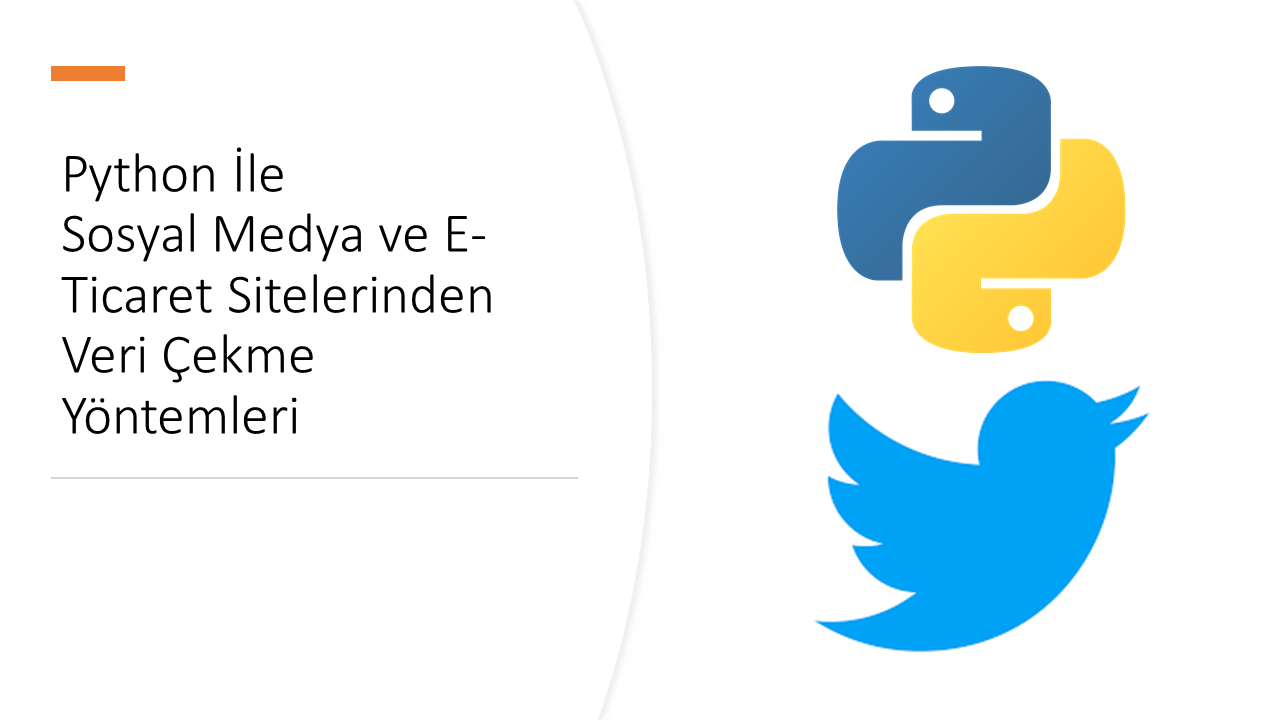 Python İle
Sosyal Medya ve E-
Ticaret Sitelerinden
Veri Çekme
Yöntemleri